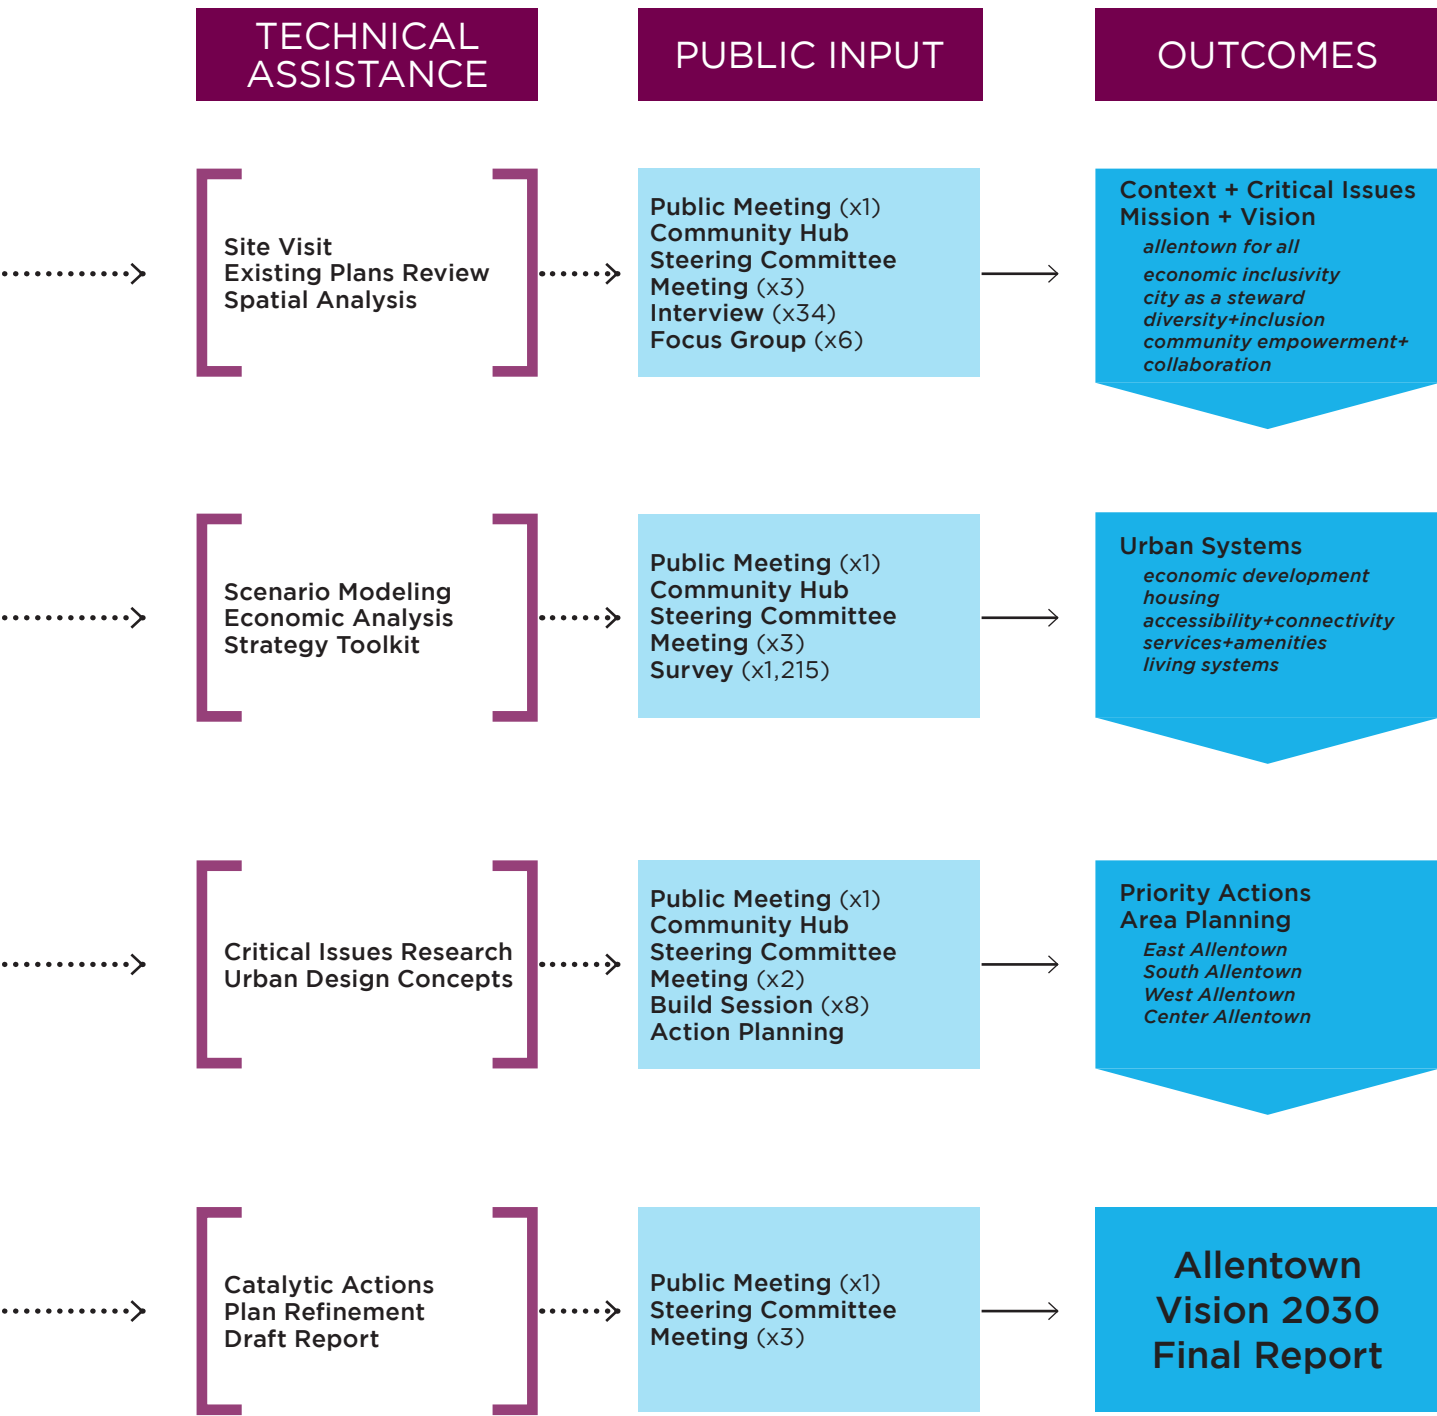 TECHNICAL
ASSISTANCE
PUBLIC INPUT
OUTCOMES
Site Visit
Existing Plans Review
Spatial Analysis
Public Meeting (x1)
Community Hub
Steering Committee
Meeting (x3)
Interview (x34)
Focus Group (x6)
Context + Critical Issues
Mission + Vision
allentown for all
economic inclusivity
city as a steward
diversity+inclusion
community empowerment+
collaboration
Scenario Modeling
Economic Analysis
Strategy Toolkit
Public Meeting (x1)
Community Hub
Steering Committee
Meeting (x3)
Survey (x1,215)
Urban Systems
economic development
housing
accessibility+connectivity
services+amenities
living systems
Critical Issues Research
Urban Design Concepts
Public Meeting (x1)
Community Hub
Steering Committee
Meeting (x2)
Build Session (x8)
Action Planning
Priority Actions
Area Planning
East Allentown
South Allentown
West Allentown
Center Allentown
Catalytic Actions
Plan Refinement
Draft Report
Public Meeting (x1)
Steering Committee
Meeting (x3)
Allentown
Vision 2030
Final Report